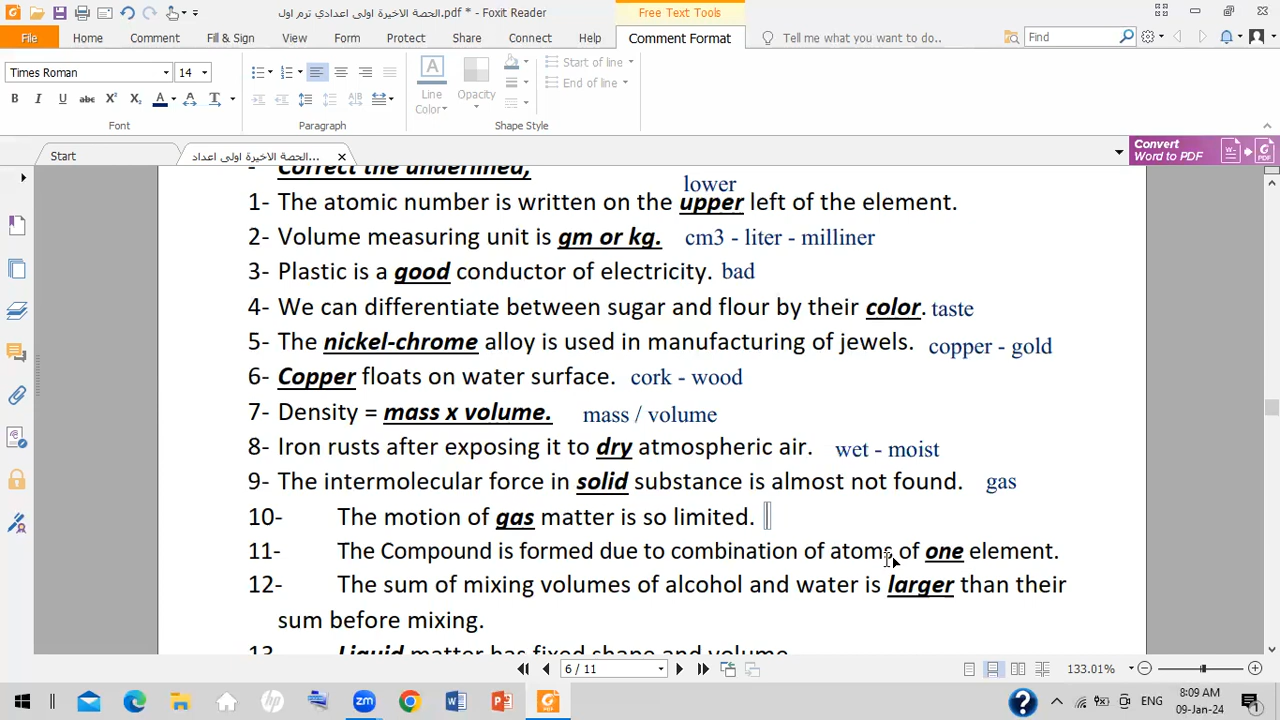 الحصة الاخيرة اولى اعدادي ترم اول.pdf * - Foxit Reader
Free Text Tools
File
Home
Comment
Fill & Sign
View
Form
Protect
Share
Connect
Help
Comment Format
Tell me what you want to do..
Find
Times Roman
14
Line Color
Opacity
Start of line
End of line
Font
Paragraph
Shape Style
Start
الحصة الاخيرة اولى اعداد...
Convert
Word to PDF
- Correct the underlined,
lower
1- The atomic number is written on the upper left of the element.
2- Volume measuring unit is gm or kg. cm3 - liter - milliner
3- Plastic is a good conductor of electricity. bad
4- We can differentiate between sugar and flour by their color. taste
5- The nickel-chrome alloy is used in manufacturing of jewels. copper - gold
6- Copper floats on water surface. cork - wood
7- Density = mass x volume. mass / volume
8- Iron rusts after exposing it to dry atmospheric air. wet - moist
9- The intermolecular force in solid substance is almost not found. gas
10- The motion of gas matter is so limited.
11- The Compound is formed due to combination of atoms of one element.
12- The sum of mixing volumes of alcohol and water is larger than their
sum before mixing.
13- Liquid matter has fixed shape and volume.
6 / 11
133.01%
ENG
8:09 AM
09-Jan-24